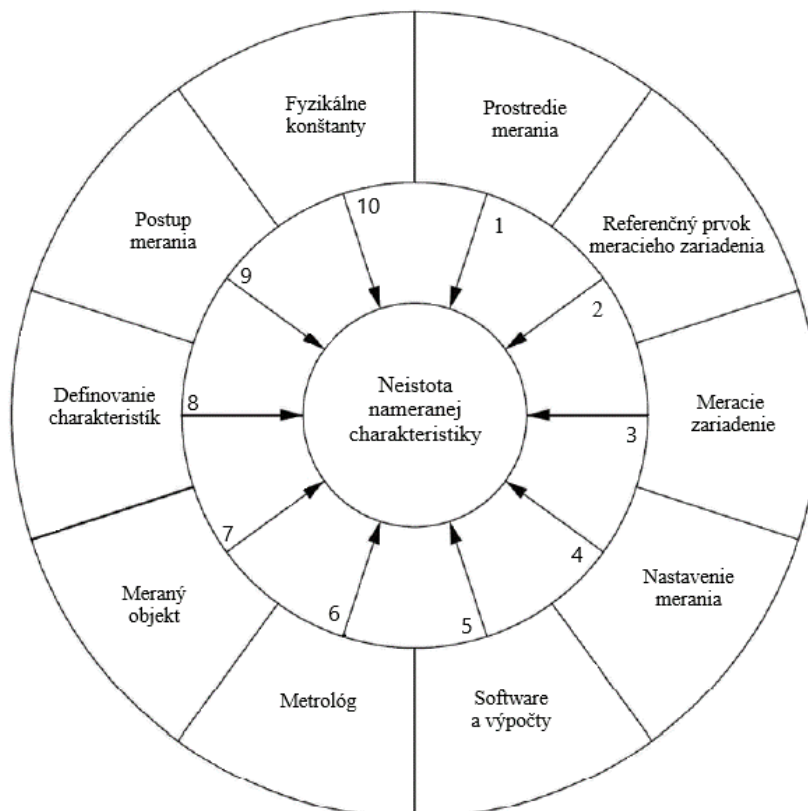 Fyzikálne
konštanty
Prostredie
merania
Postup
merania
10
1
Referenčný prvok
meracieho zariadenia
9
2
Definovanie
charakteristík
8
Neistota
nameranej
charakteristiky
3
Meracie
zariadenie
7
4
Meraný
objekt
6
5
Nastavenie
merania
Metrológ
Software
a výpočty